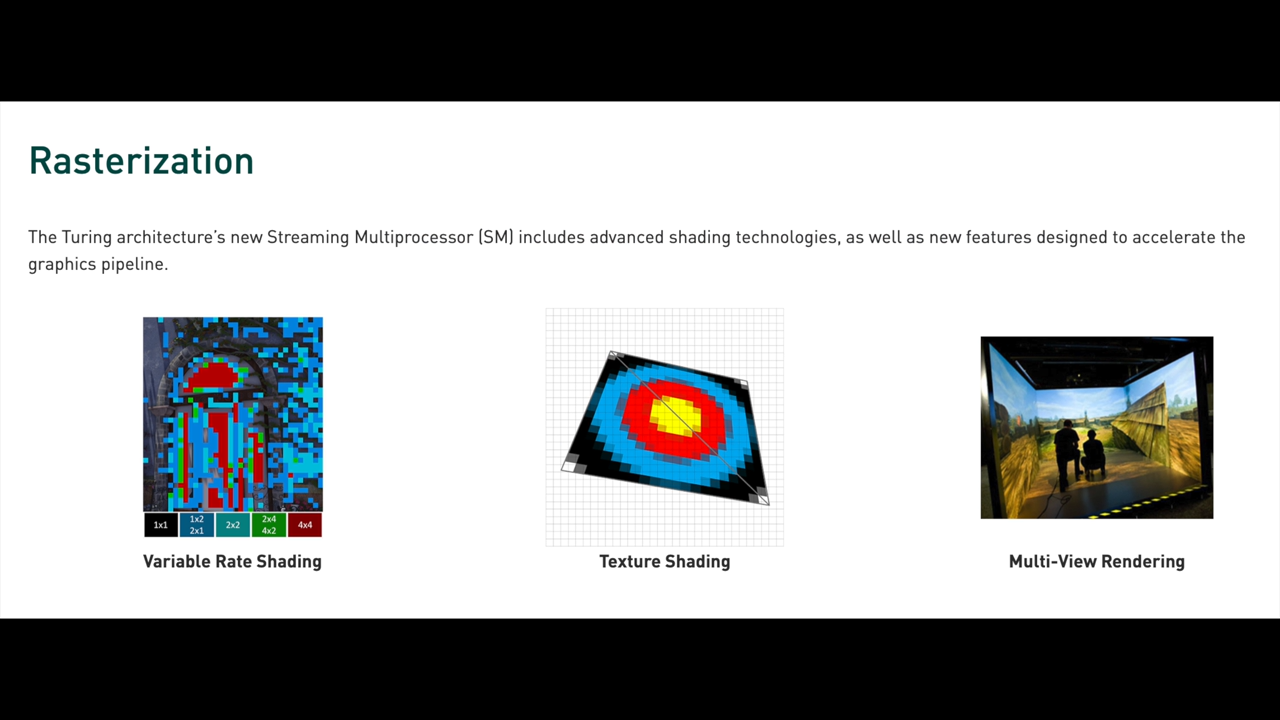 Rasterization
The Turing architecture's new Streaming Multiprocessor (SM) includes advanced shading technologies, as well as new features designed to accelerate the
graphics pipeline.
1x1
1x2
2x1
2x2
2x4
4x2
4x4
Variable Rate Shading
Texture Shading
Multi-View Rendering